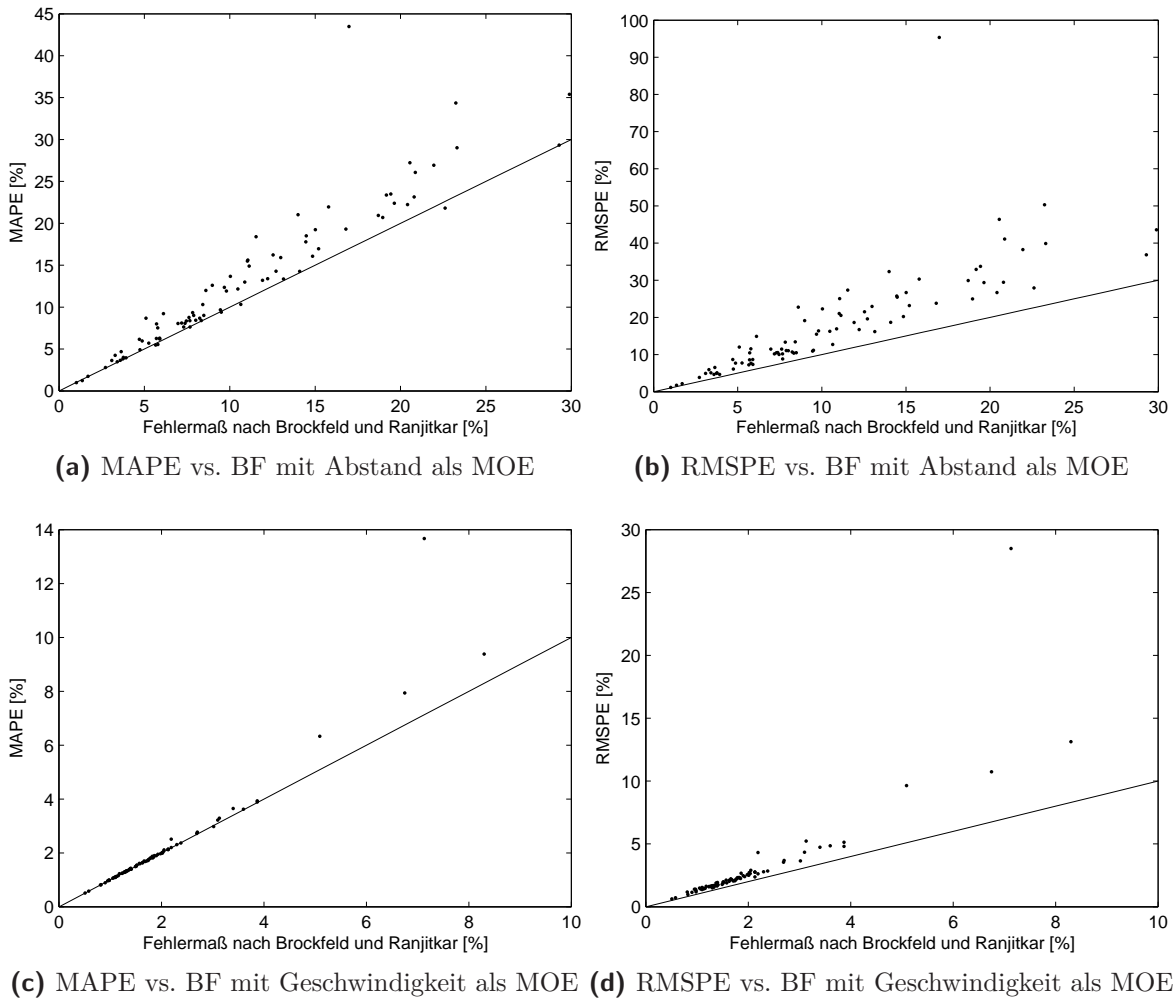 45
40
35
30
25
20
15
10
5
0
MAPE [%]
0 5 10 15 20 25 30
Fehlermaß nach Brockfeld und Ranjitkar [%]
(a) MAPE vs. BF mit Abstand als MOE
100
90
80
70
60
50
40
30
20
10
0
RMSPE [%]
0 5 10 15 20 25 30
Fehlermaß nach Brockfeld und Ranjitkar [%]
(b) RMSPE vs. BF mit Abstand als MOE
14
12
10
8
6
4
2
0
MAPE [%]
0 2 4 6 8 10
Fehlermaß nach Brockfeld und Ranjitkar [%]
(c) MAPE vs. BF mit Geschwindigkeit als MOE
30
25
20
15
10
5
0
RMSPE [%]
0 2 4 6 8 10
Fehlermaß nach Brockfeld und Ranjitkar [%]
(d) RMSPE vs. BF mit Geschwindigkeit als MOE